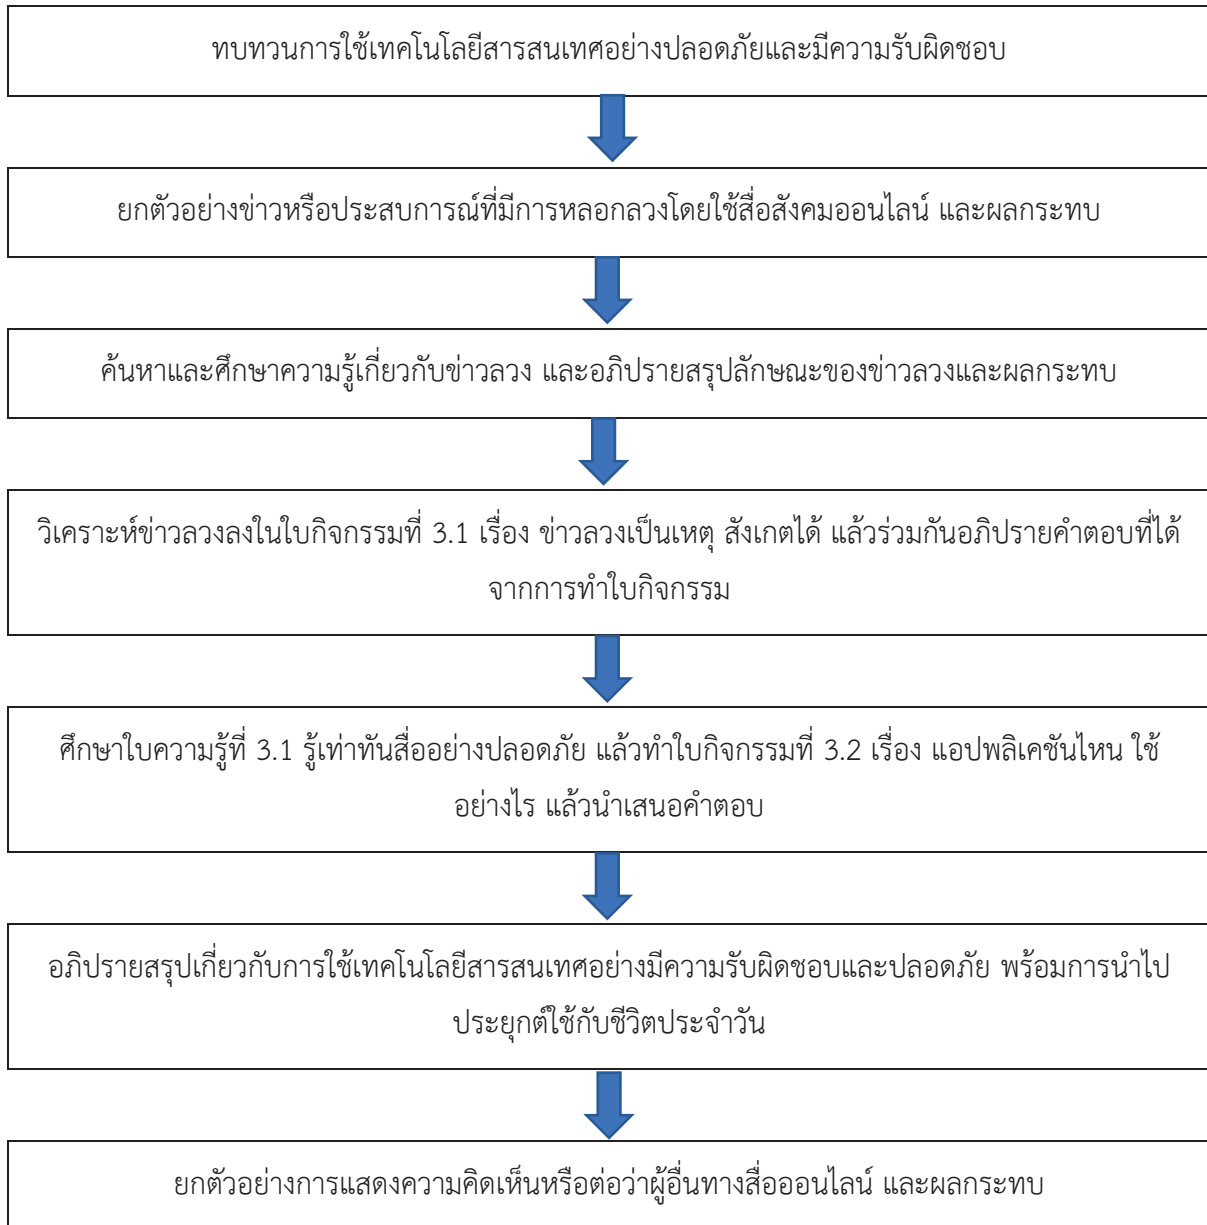 ทบทวนการใช้เทคโนโลยีสารสนเทศอย่างปลอดภัยและมีความรับผิดชอบ
ยกตัวอย่างข่าวหรือประสบการณ์ที่มีการหลอกลวงโดยใช้สื่อสังคมออนไลน์ และผลกระทบ
ค้นหาและศึกษาความรู้เกี่ยวกับข่าวลวง และอภิปรายสรุปลักษณะของข่าวลวงและผลกระทบ
วิเคราะห์ข่าวลวงลงในใบกิจกรรมที่ 3.1 เรื่อง ข่าวลวงเป็นเหตุ สังเกตได้ แล้วร่วมกันอภิปรายคำตอบที่ได้
จากการทำใบกิจกรรม
ศึกษาใบความรู้ที่ 3.1 รู้เท่าทันสื่ออย่างปลอดภัย แล้วทำใบกิจกรรมที่ 3.2 เรื่อง แอปพลิเคชันไหน ใช้
อย่างไร แล้วนำเสนอคำตอบ
อภิปรายสรุปเกี่ยวกับการใช้เทคโนโลยีสารสนเทศอย่างมีความรับผิดชอบและปลอดภัย พร้อมการนำไป
ประยุกต์ใช้กับชีวิตประจำวัน
ยกตัวอย่างการแสดงความคิดเห็นหรือต่อว่าผู้อื่นทางสื่อออนไลน์ และผลกระทบ